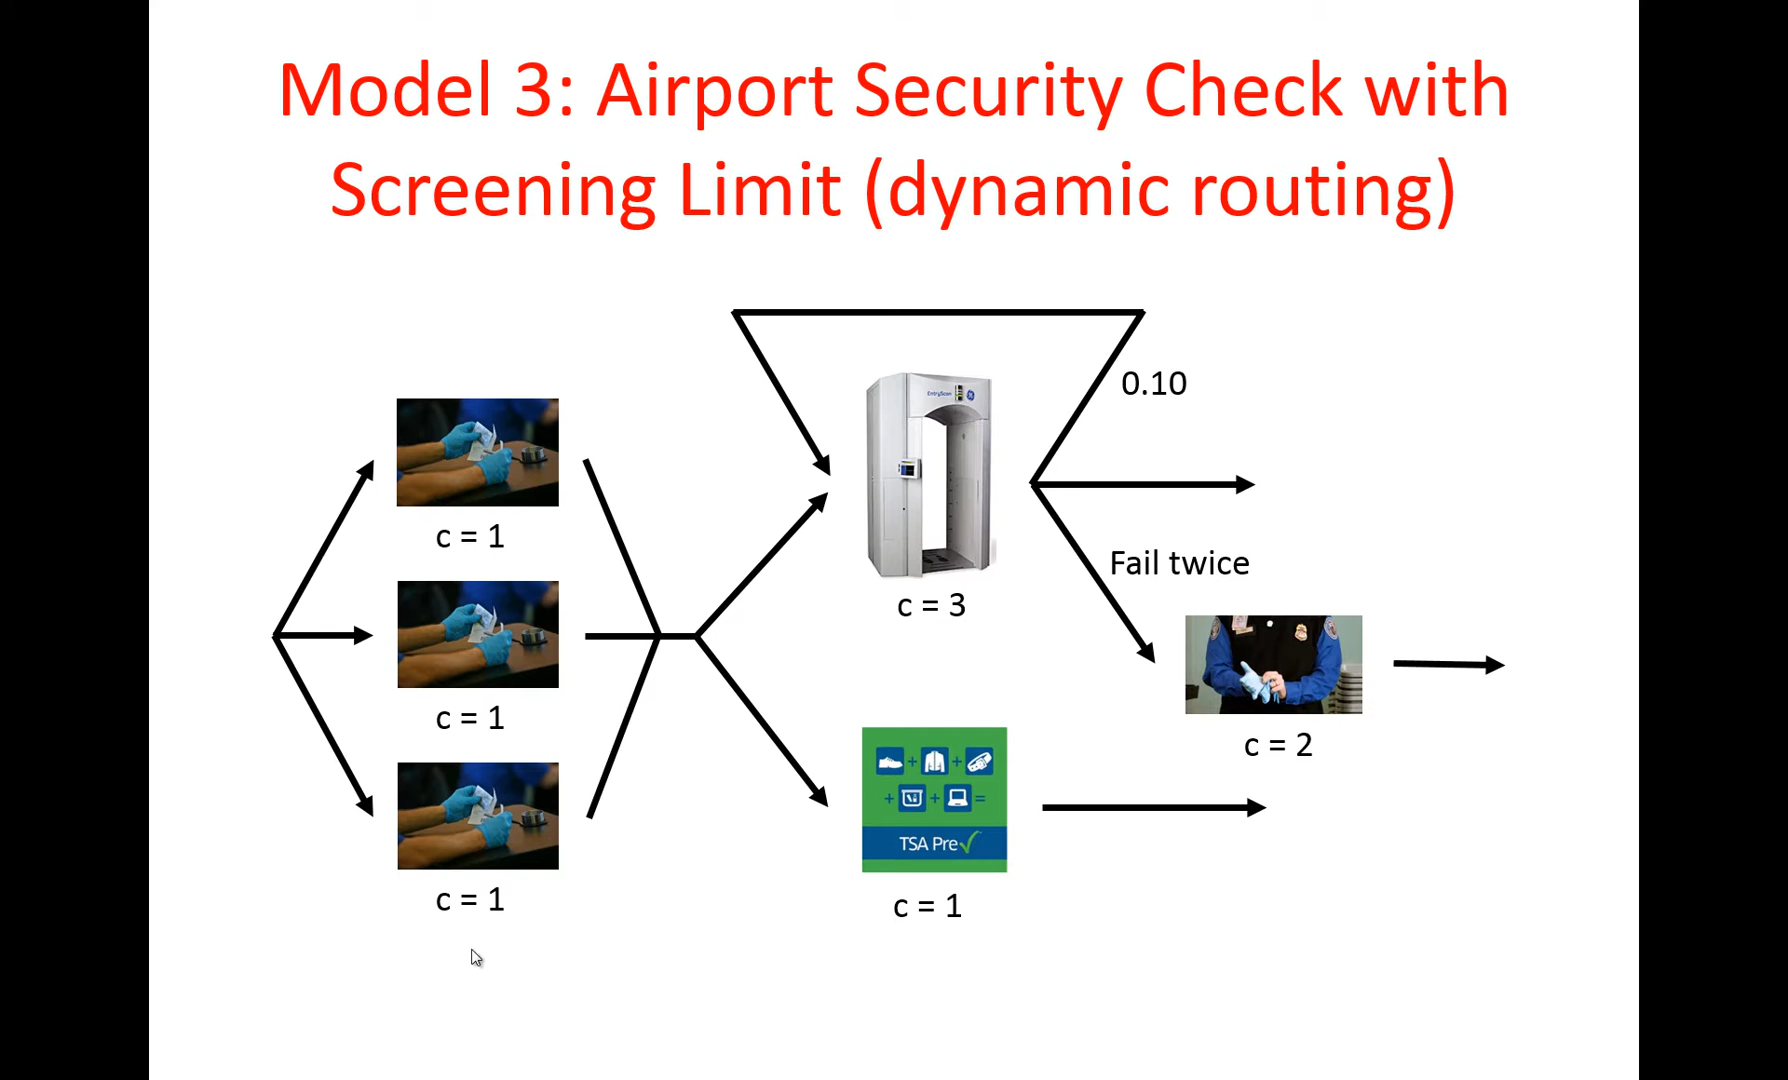 Model 3: Airport Security Check with
Screening Limit (dynamic routing)
0.10
EntryScan
c = 1
Fail twice
c = 3
c = 1
c = 2
TSA Pre✓
c = 1
c = 1